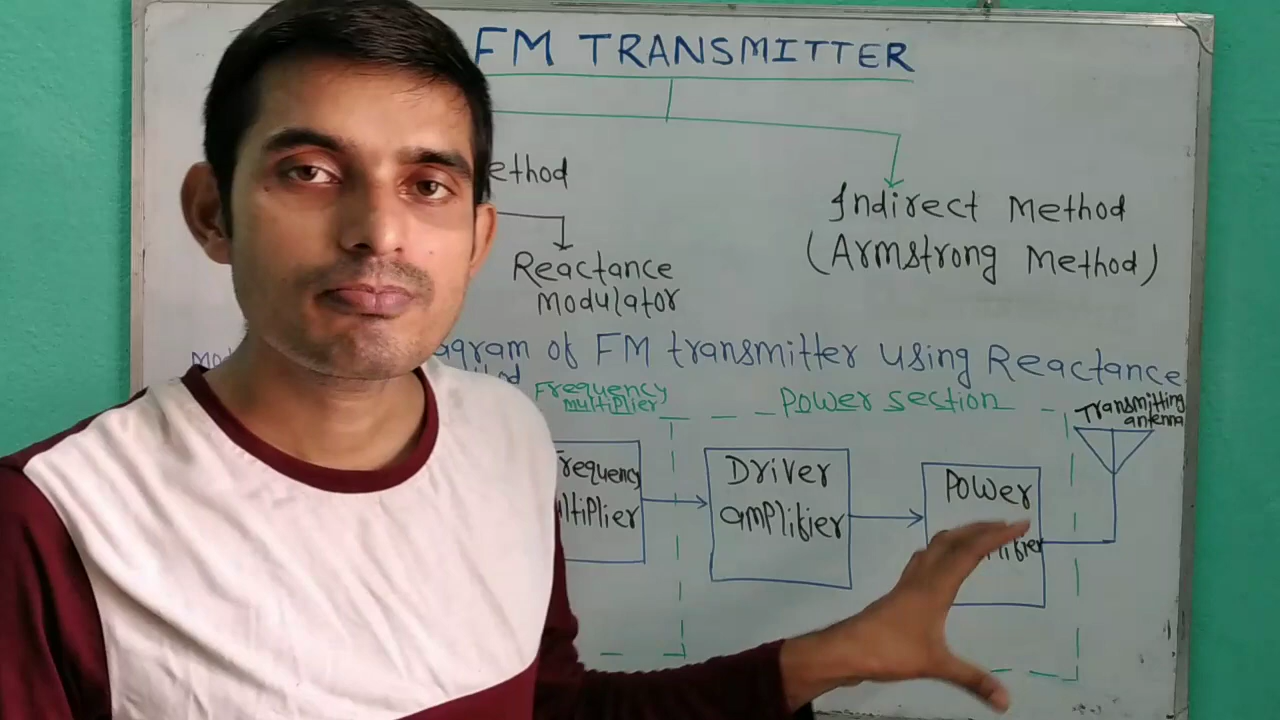 FM TRANSMITTER
ethod
Indirect Method
(Armstrong Method)
Reactance
Modulator
agram of FM transmitter using Reactance
Frequency
multiplier
Power section
Transmitting
antenna
requency
ltiplier
Driver
amplifier
Power